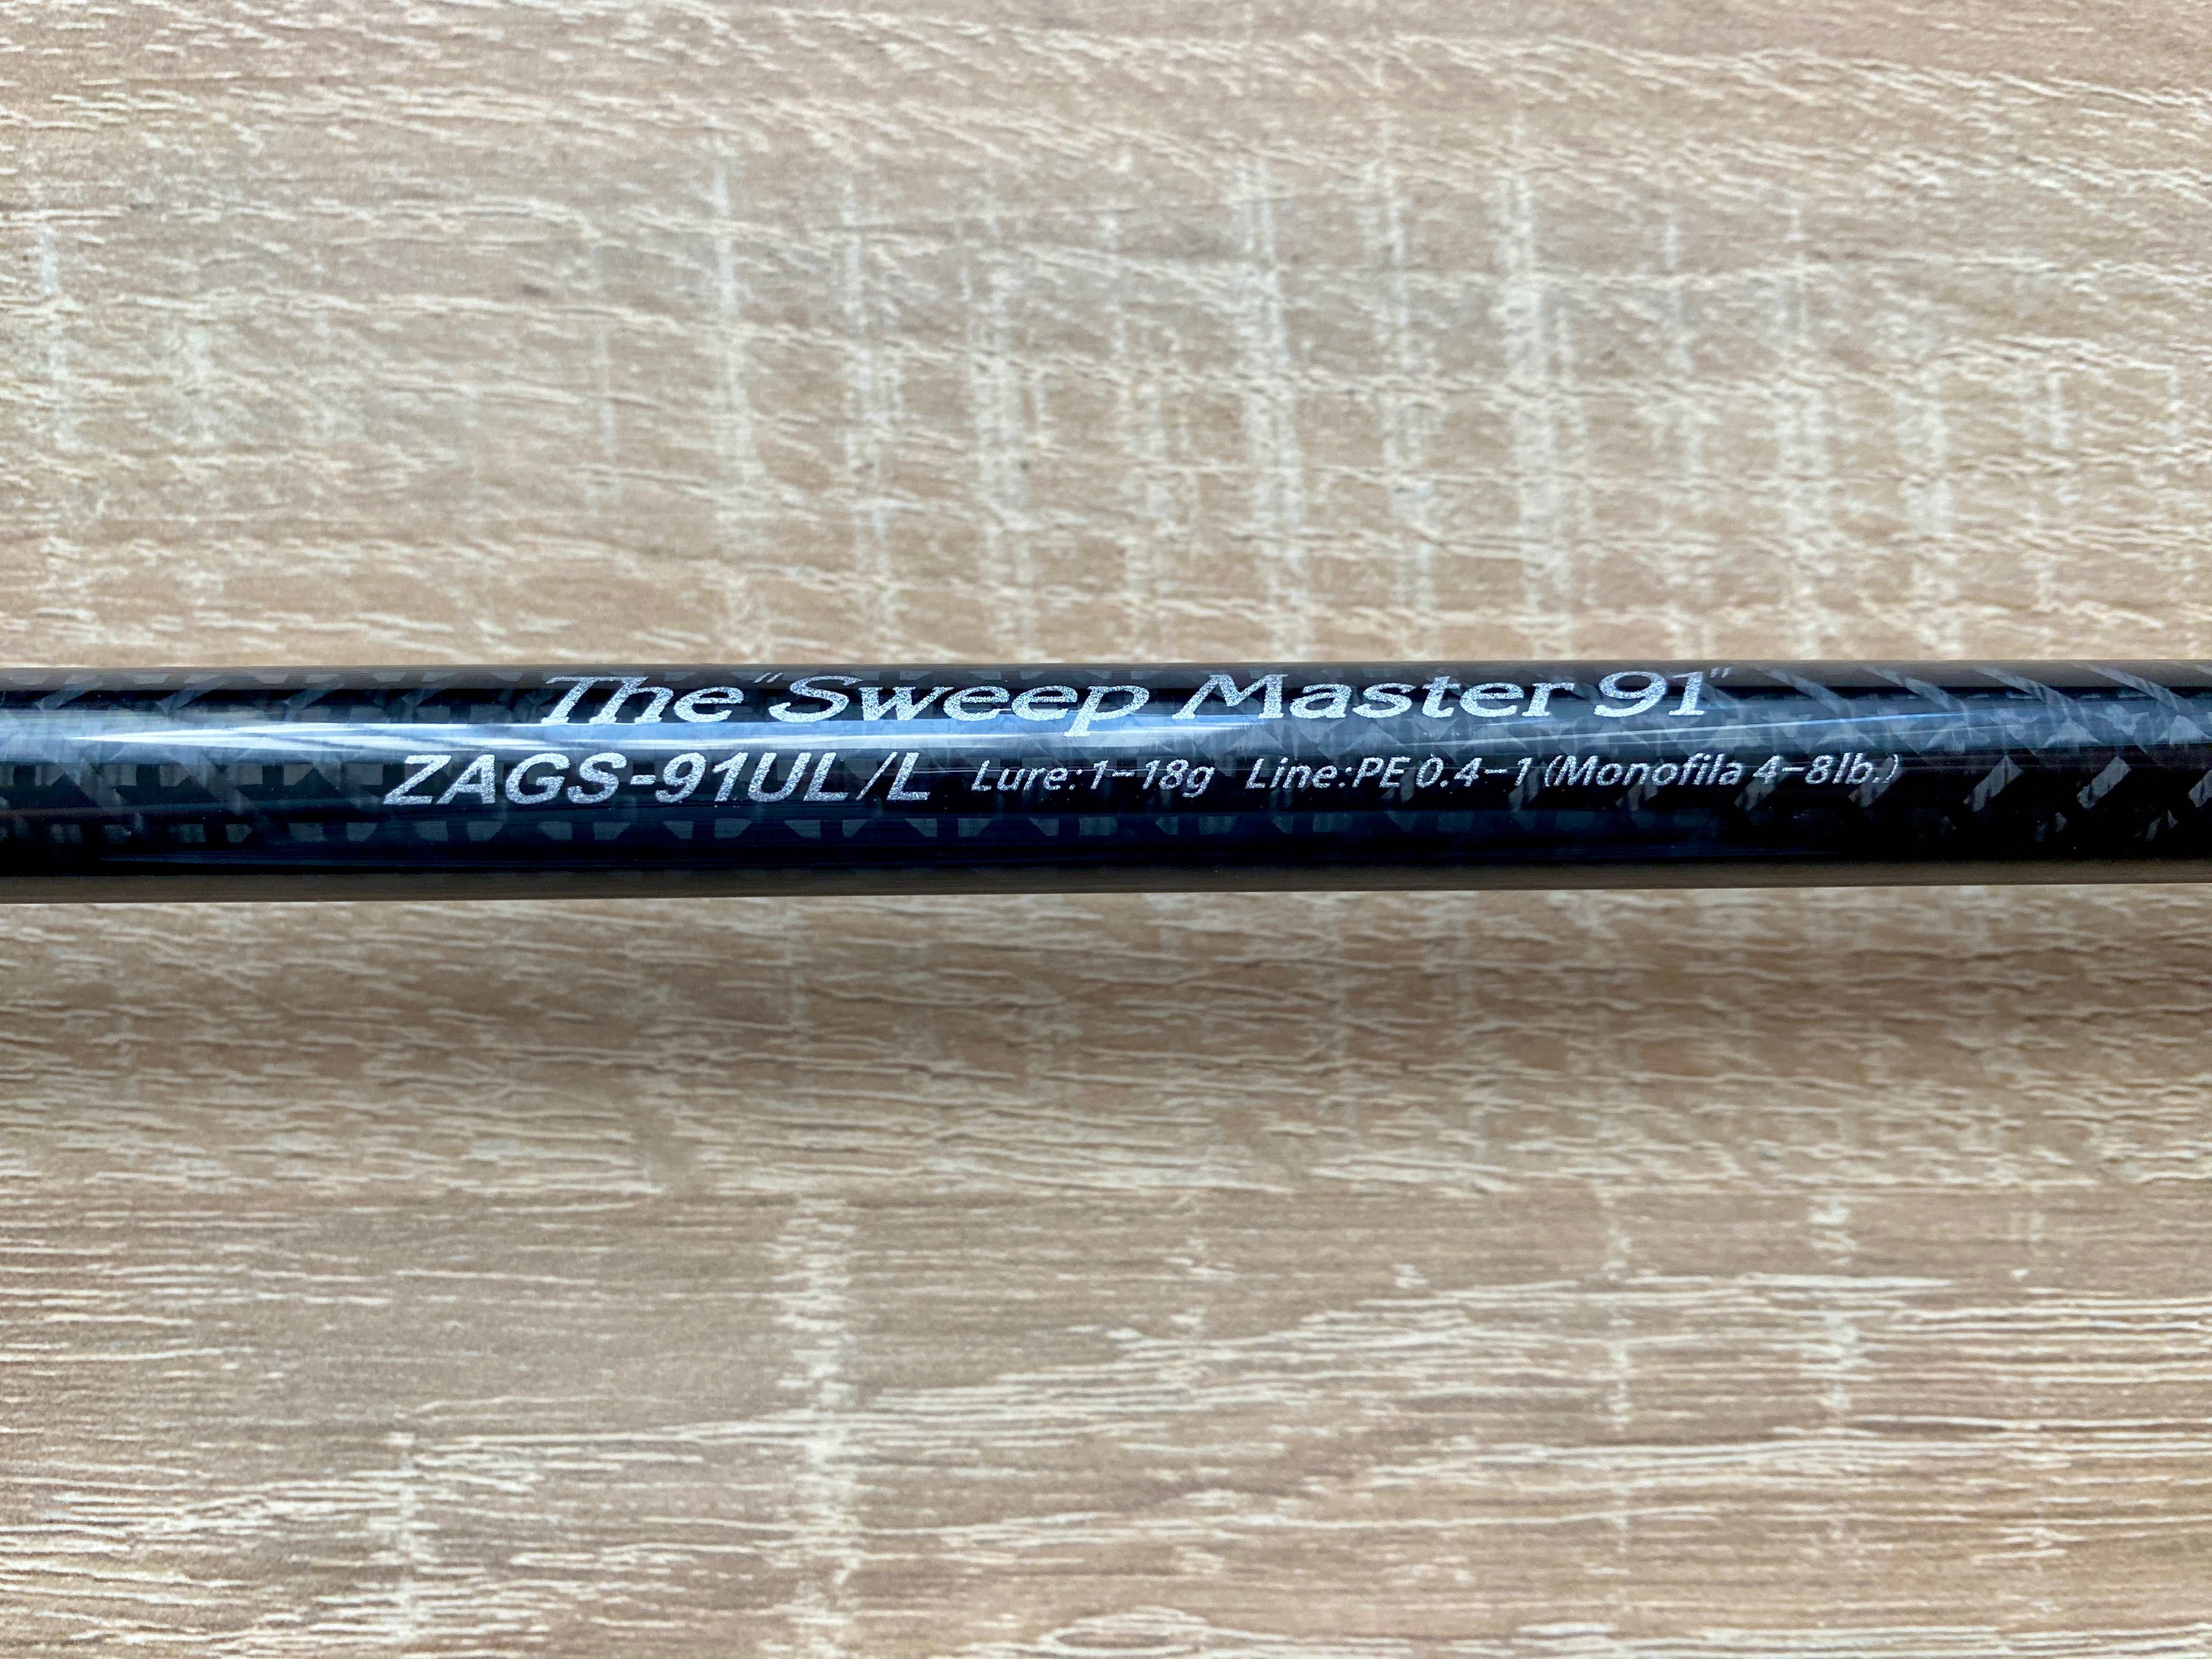 The "Sweep Master 91"
ZAGS-91UL/L Lure:1-18g Line:PE 0.4-1 (Monofila 4-8lb.)